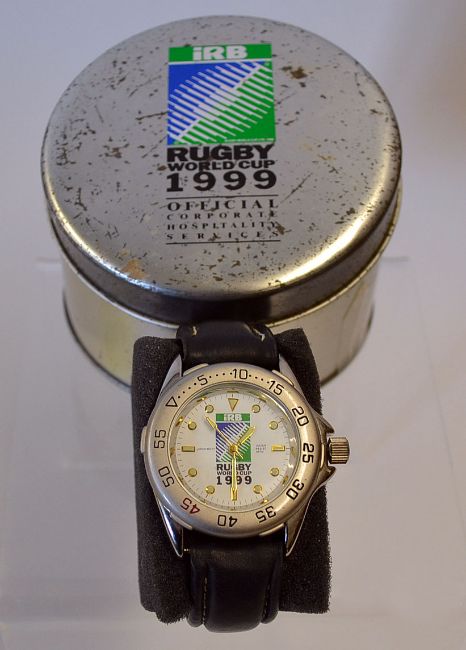 iRB
RUGBY
WORLD CUP
1999
OFFICIAL
CORPORATE
HOSPITALITY
SERVICES
5
10
15
20
25
30
35
40
45
50
55
iRB
RUGBY
WORLD CUP
1999